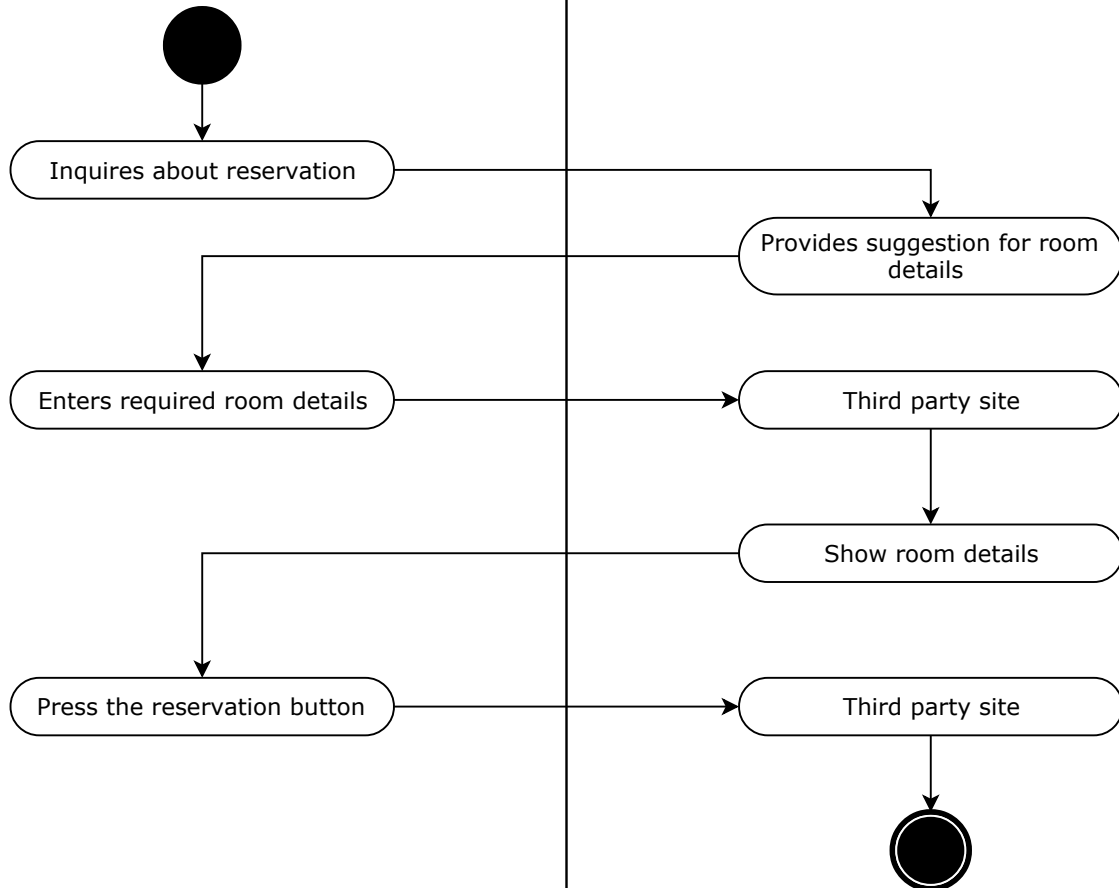 Inquires about reservation
Provides suggestion for room
details
Enters required room details
Third party site
Show room details
Press the reservation button
Third party site